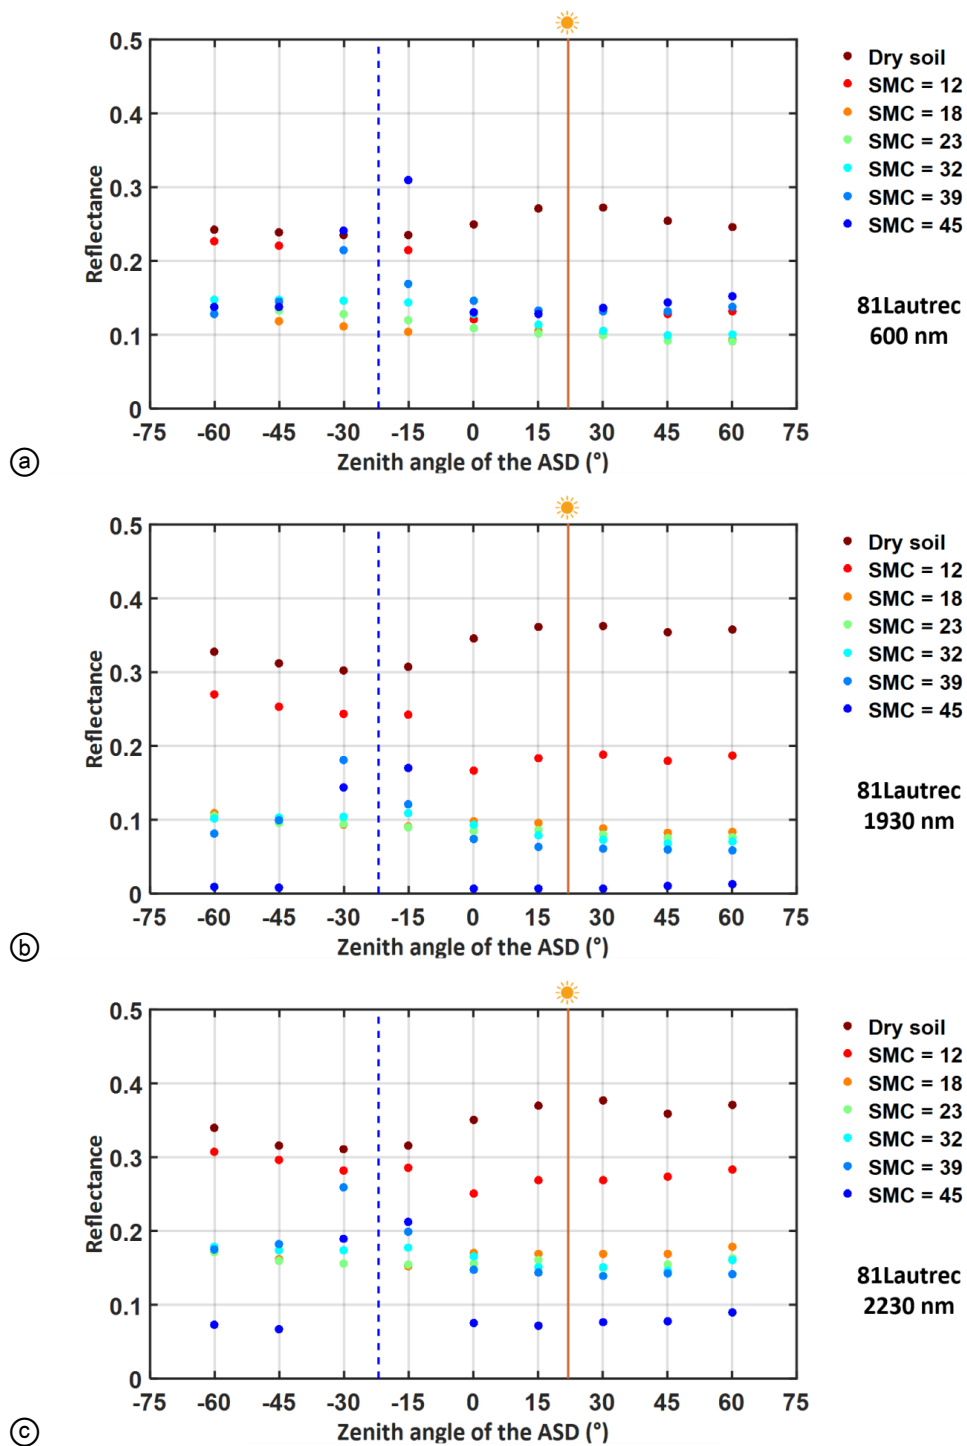 0.5
0.4
0.3
0.2
0.1
0
Reflectance
-75 -60 -45 -30 -15 0 15 30 45 60 75
Zenith angle of the ASD (°)
Dry soil
SMC = 12
SMC = 18
SMC = 23
SMC = 32
SMC = 39
SMC = 45
81Lautrec
600 nm
a
0.5
0.4
0.3
0.2
0.1
0
Reflectance
-75 -60 -45 -30 -15 0 15 30 45 60 75
Zenith angle of the ASD (°)
Dry soil
SMC = 12
SMC = 18
SMC = 23
SMC = 32
SMC = 39
SMC = 45
81Lautrec
1930 nm
b
0.5
0.4
0.3
0.2
0.1
0
Reflectance
-75 -60 -45 -30 -15 0 15 30 45 60 75
Zenith angle of the ASD (°)
Dry soil
SMC = 12
SMC = 18
SMC = 23
SMC = 32
SMC = 39
SMC = 45
81Lautrec
2230 nm
c